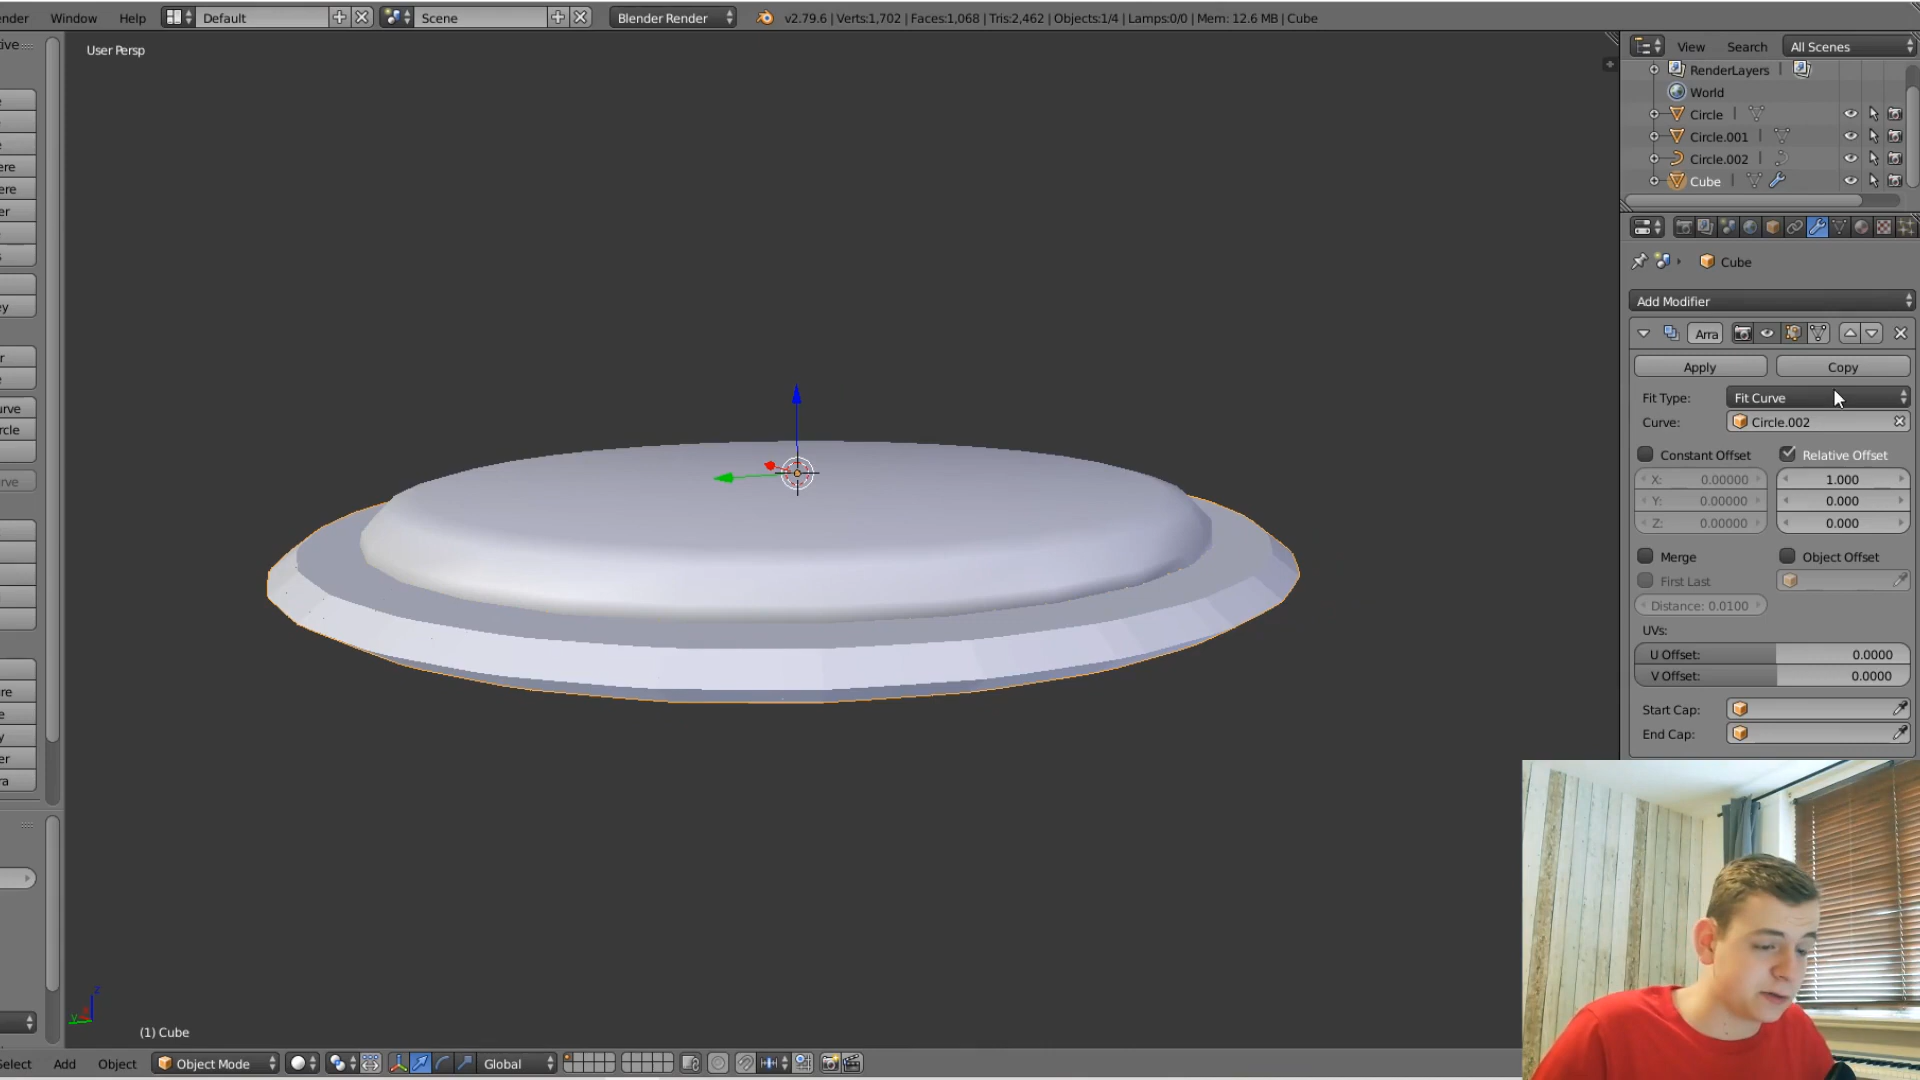 nder Window Help Default Scene Blender Render v2.79.6 | Verts:1,702 | Faces:1,068 | Tris:2,462 | Objects:1/4 | Lamps:0/0 | Mem: 12.6 MB | Cube
User Persp
View Search All Scenes
RenderLayers
World
Circle
Circle.001
Circle.002
Cube
Cube
Add Modifier
Arra
Apply Copy
Fit Type: Fit Curve
Curve: Circle.002
Constant Offset Relative Offset
X: 0.00000 1.000
Y: 0.00000 0.000
Z: 0.00000 0.000
Merge Object Offset
First Last
Distance: 0.0100
UVs:
U Offset: 0.0000
V Offset: 0.0000
Start Cap:
End Cap:
(1) Cube
elect Add Object Object Mode Global